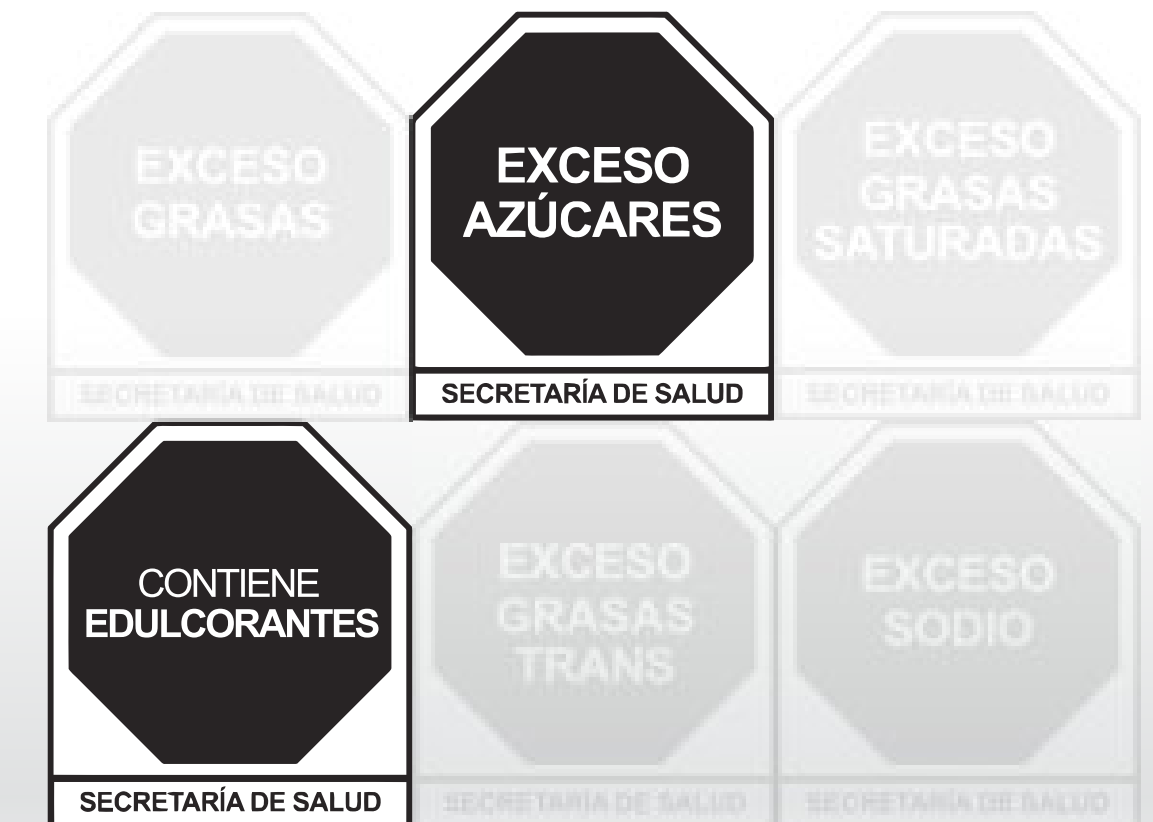 EXCESO
GRASAS
SECRETARÍA DE SALUD
EXCESO
AZÚCARES
SECRETARÍA DE SALUD
EXCESO
GRASAS
SATURADAS
SECRETARÍA DE SALUD
CONTIENE
EDULCORANTES
SECRETARÍA DE SALUD
EXCESO
GRASAS
TRANS
SECRETARÍA DE SALUD
EXCESO
SODIO
SECRETARÍA DE SALUD